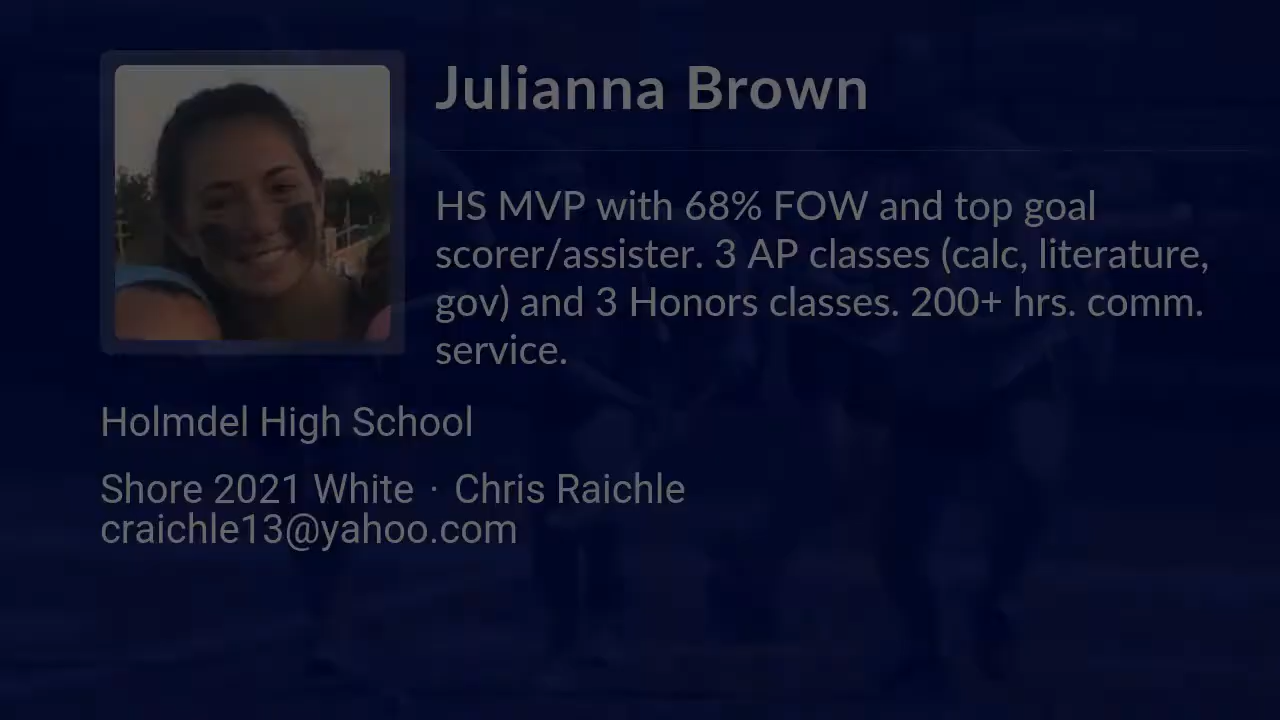 Julianna Brown
HS MVP with 68% FOW and top goal
scorer/assister. 3 AP classes (calc, literature,
gov) and 3 Honors classes. 200+ hrs. comm.
service.
Holmdel High School
Shore 2021 White · Chris Raichle
craichle13@yahoo.com